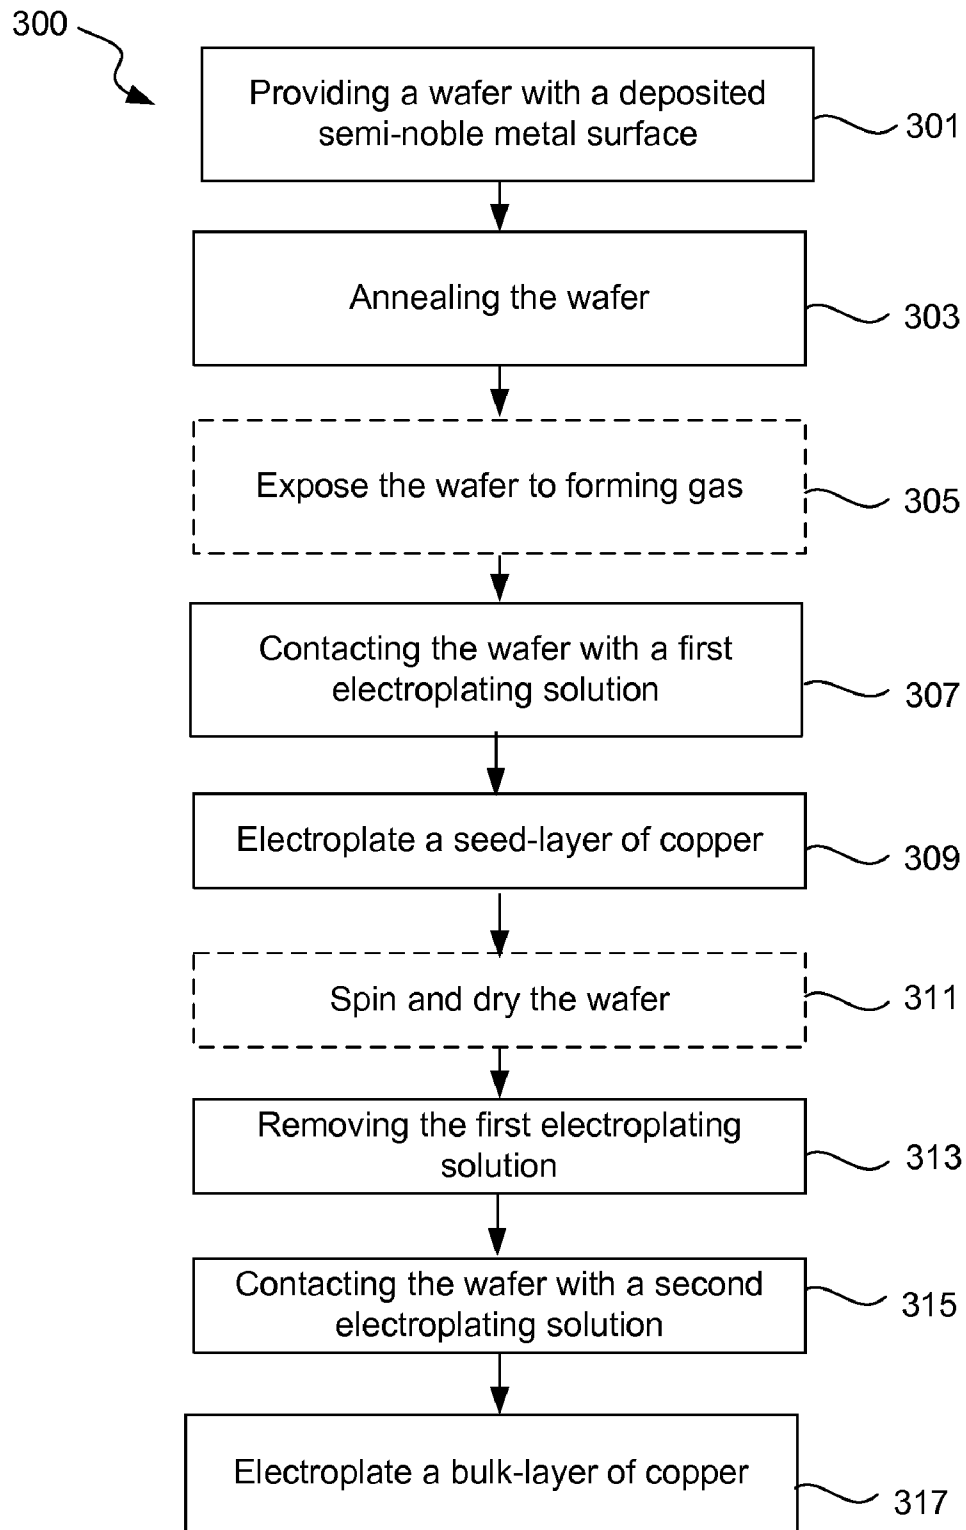 300
Providing a wafer with a deposited
semi-noble metal surface
301
Annealing the wafer
303
Expose the wafer to forming gas
305
Contacting the wafer with a first
electroplating solution
307
Electroplate a seed-layer of copper
309
Spin and dry the wafer
311
Removing the first electroplating
solution
313
Contacting the wafer with a second
electroplating solution
315
Electroplate a bulk-layer of copper
317